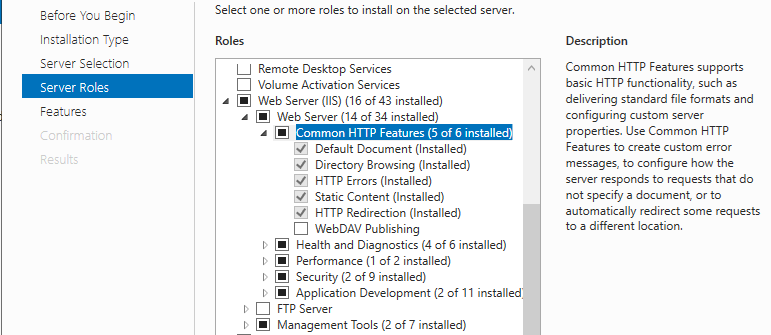 Before You Begin
Installation Type
Server Selection
Server Roles
Features
Confirmation
Results
Select one or more roles to install on the selected server.
Roles
Remote Desktop Services
Volume Activation Services
Web Server (IIS) (16 of 43 installed)
Web Server (14 of 34 installed)
Common HTTP Features (5 of 6 installed)
Default Document (Installed)
Directory Browsing (Installed)
HTTP Errors (Installed)
Static Content (Installed)
HTTP Redirection (Installed)
WebDAV Publishing
Health and Diagnostics (4 of 6 installed)
Performance (1 of 2 installed)
Security (2 of 9 installed)
Application Development (2 of 11 installed)
FTP Server
Management Tools (2 of 7 installed)
Description
Common HTTP Features supports
basic HTTP functionality, such as
delivering standard file formats and
configuring custom server
properties. Use Common HTTP
Features to create custom error
messages, to configure how the
server responds to requests that do
not specify a document, or to
automatically redirect some requests
to a different location.